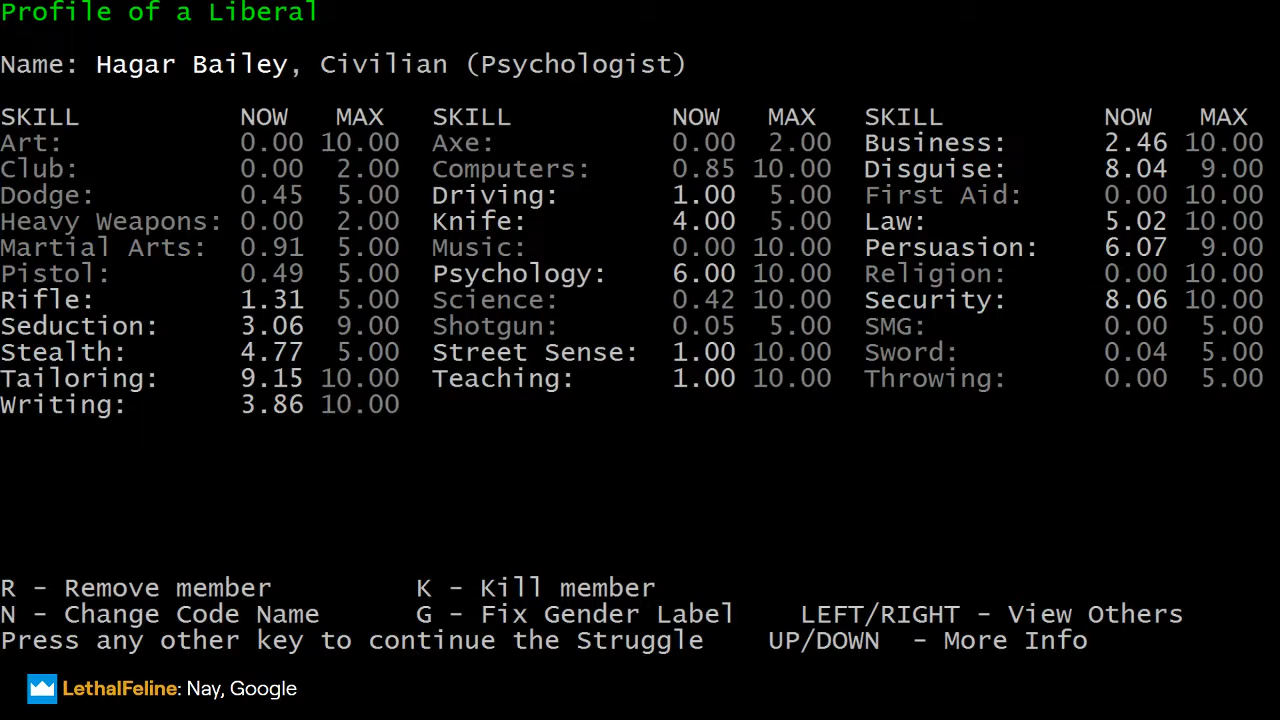 Profile of a Liberal
Name: Hagar Bailey, Civilian (Psychologist)
SKILL NOW MAX SKILL NOW MAX SKILL NOW MAX
Art: 0.00 10.00 Axe: 0.00 2.00 Business: 2.46 10.00
Club: 0.00 2.00 Computers: 0.85 10.00 Disguise: 8.04 9.00
Dodge: 0.45 5.00 Driving: 1.00 5.00 First Aid: 0.00 10.00
Heavy Weapons: 0.00 2.00 Knife: 4.00 5.00 Law: 5.02 10.00
Martial Arts: 0.91 5.00 Music: 0.00 10.00 Persuasion: 6.07 9.00
Pistol: 0.49 5.00 Psychology: 6.00 10.00 Religion: 0.00 10.00
Rifle: 1.31 5.00 Science: 0.42 10.00 Security: 8.06 10.00
Seduction: 3.06 9.00 Shotgun: 0.05 5.00 SMG: 0.00 5.00
Stealth: 4.77 5.00 Street Sense: 1.00 10.00 Sword: 0.04 5.00
Tailoring: 9.15 10.00 Teaching: 1.00 10.00 Throwing: 0.00 5.00
Writing: 3.86 10.00
R - Remove member K - Kill member
N - Change Code Name G - Fix Gender Label LEFT/RIGHT - View Others
Press any other key to continue the Struggle UP/DOWN - More Info
LethalFeline: Nay, Google